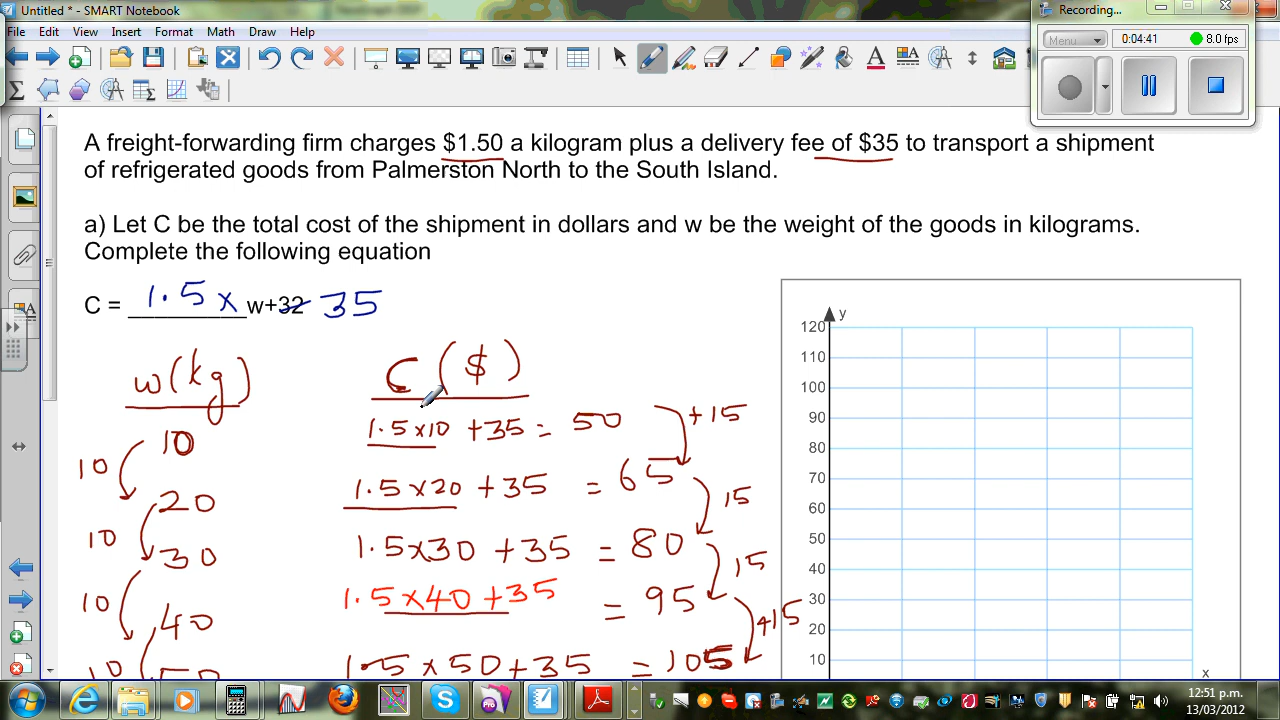 Untitled * - SMART Notebook
File Edit View Insert Format Math Draw Help
Recording...
Menu 0:04:41 8.0 fps
A freight-forwarding firm charges $1.50 a kilogram plus a delivery fee of $35 to transport a shipment
of refrigerated goods from Palmerston North to the South Island.
a) Let C be the total cost of the shipment in dollars and w be the weight of the goods in kilograms.
Complete the following equation
C = 1.5 x w+32 35
w(kg) C ($)
10 1.5x10 +35 = 50 +15
10
20 1.5x20 +35 = 65 15
10
30 1.5x30 +35 = 80 15
10
40 1.5x40 +35 = 95 +15
10
50 1.5 x 50+35 = 105
y
120
110
100
90
80
70
60
50
40
30
20
10
x
12:51 p.m.
13/03/2012